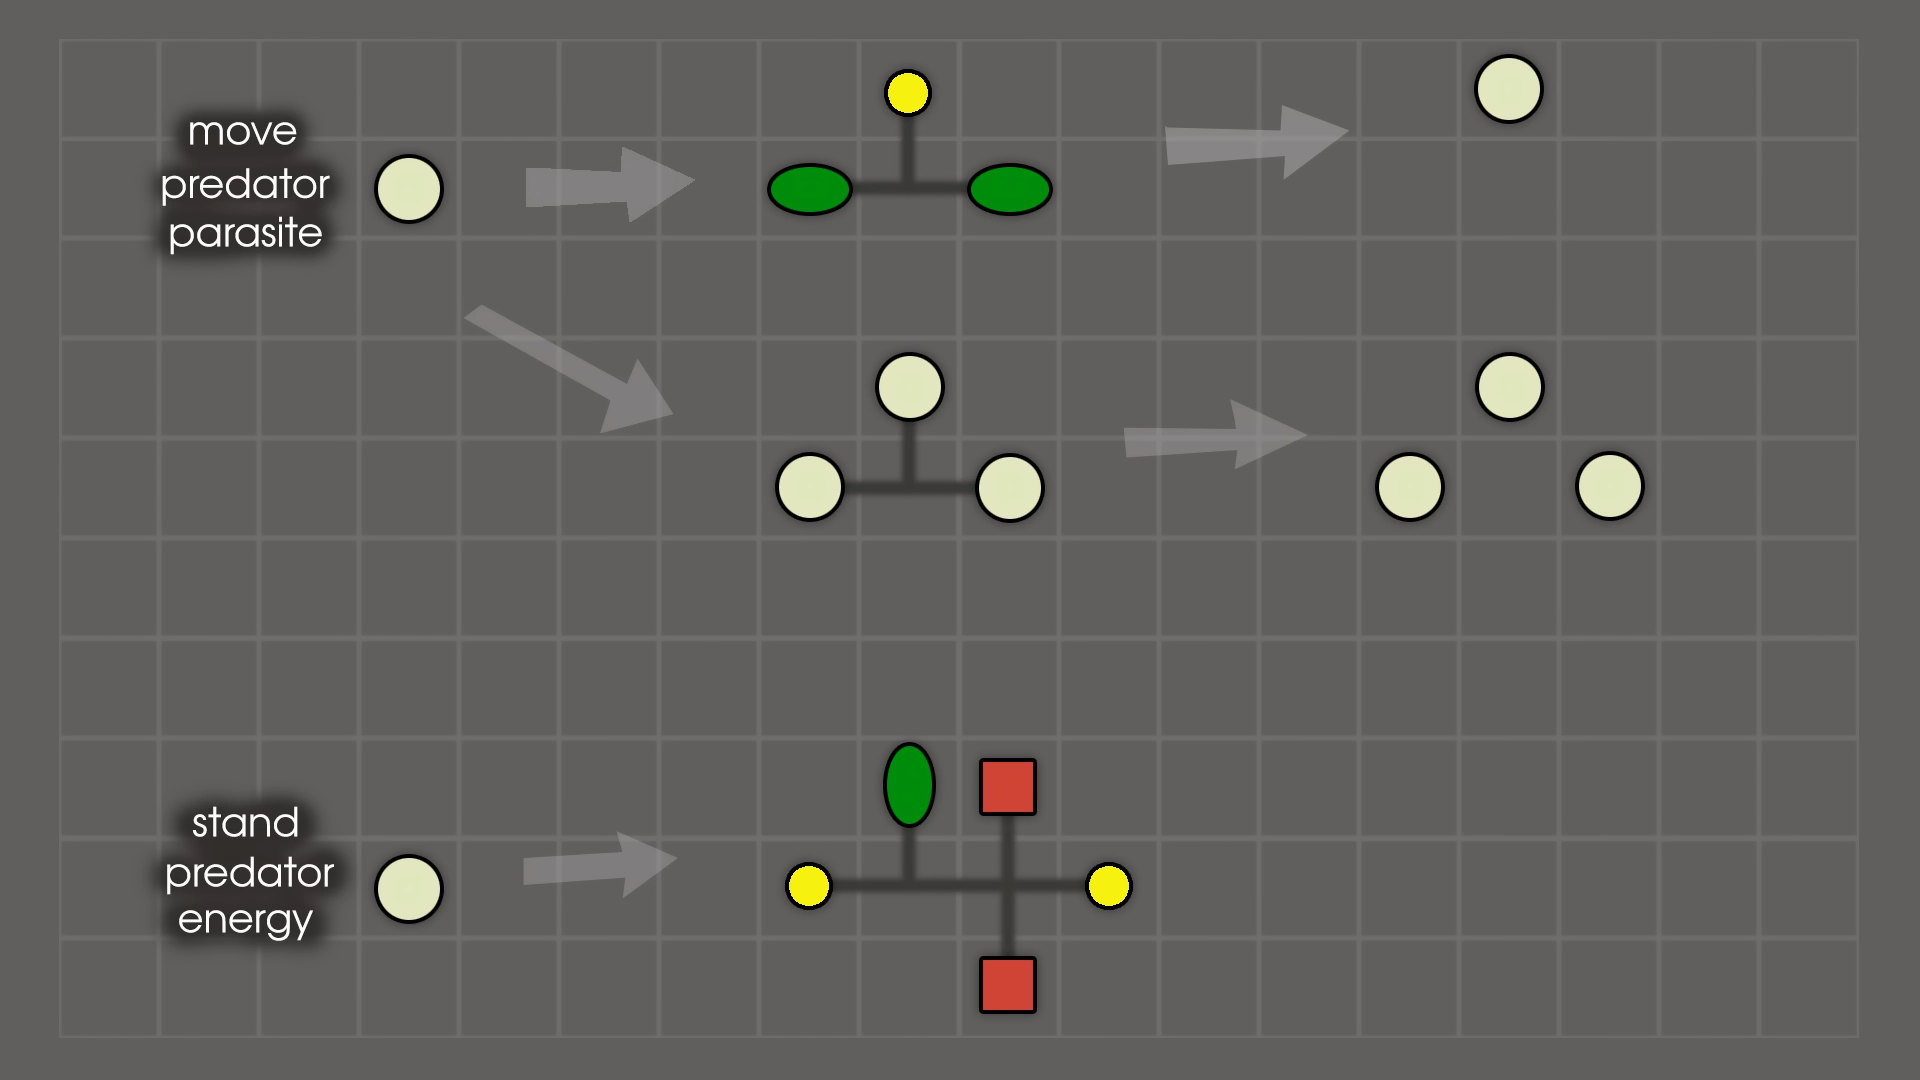 move
predator
parasite
stand
predator
energy